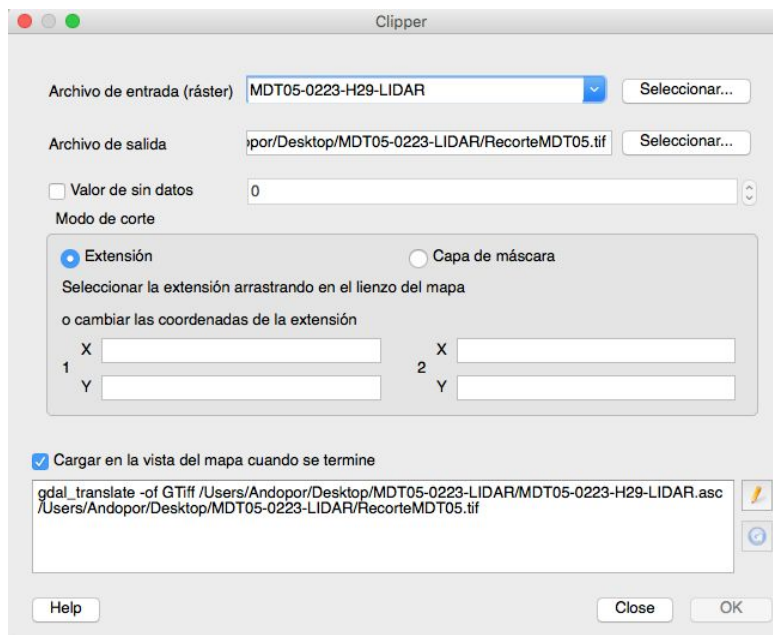 Clipper
Archivo de entrada (ráster) MDT05-0223-H29-LIDAR Seleccionar...
Archivo de salida opor/Desktop/MDT05-0223-LIDAR/RecorteMDT05.tif Seleccionar...
Valor de sin datos 0
Modo de corte
Extensión Capa de máscara
Seleccionar la extensión arrastrando en el lienzo del mapa
o cambiar las coordenadas de la extensión
X X
1 2
Y Y
Cargar en la vista del mapa cuando se termine
gdal_translate -of GTiff /Users/Andopor/Desktop/MDT05-0223-LIDAR/MDT05-0223-H29-LIDAR.asc
/Users/Andopor/Desktop/MDT05-0223-LIDAR/RecorteMDT05.tif
Help Close OK